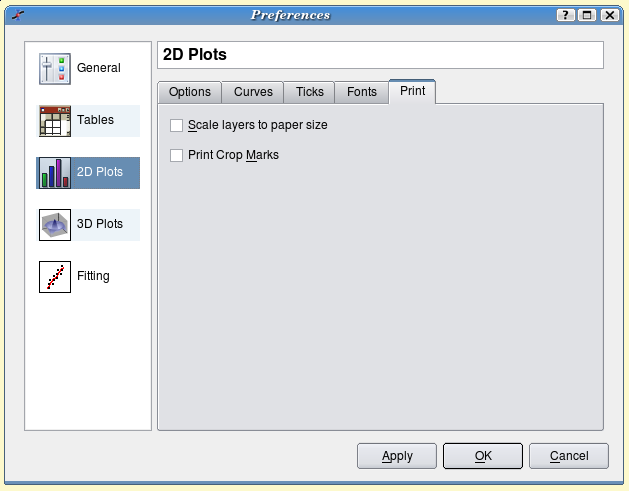 Preferences
?
General
Tables
2D Plots
3D Plots
Fitting
2D Plots
Options Curves Ticks Fonts Print
Scale layers to paper size
Print Crop Marks
Apply OK Cancel